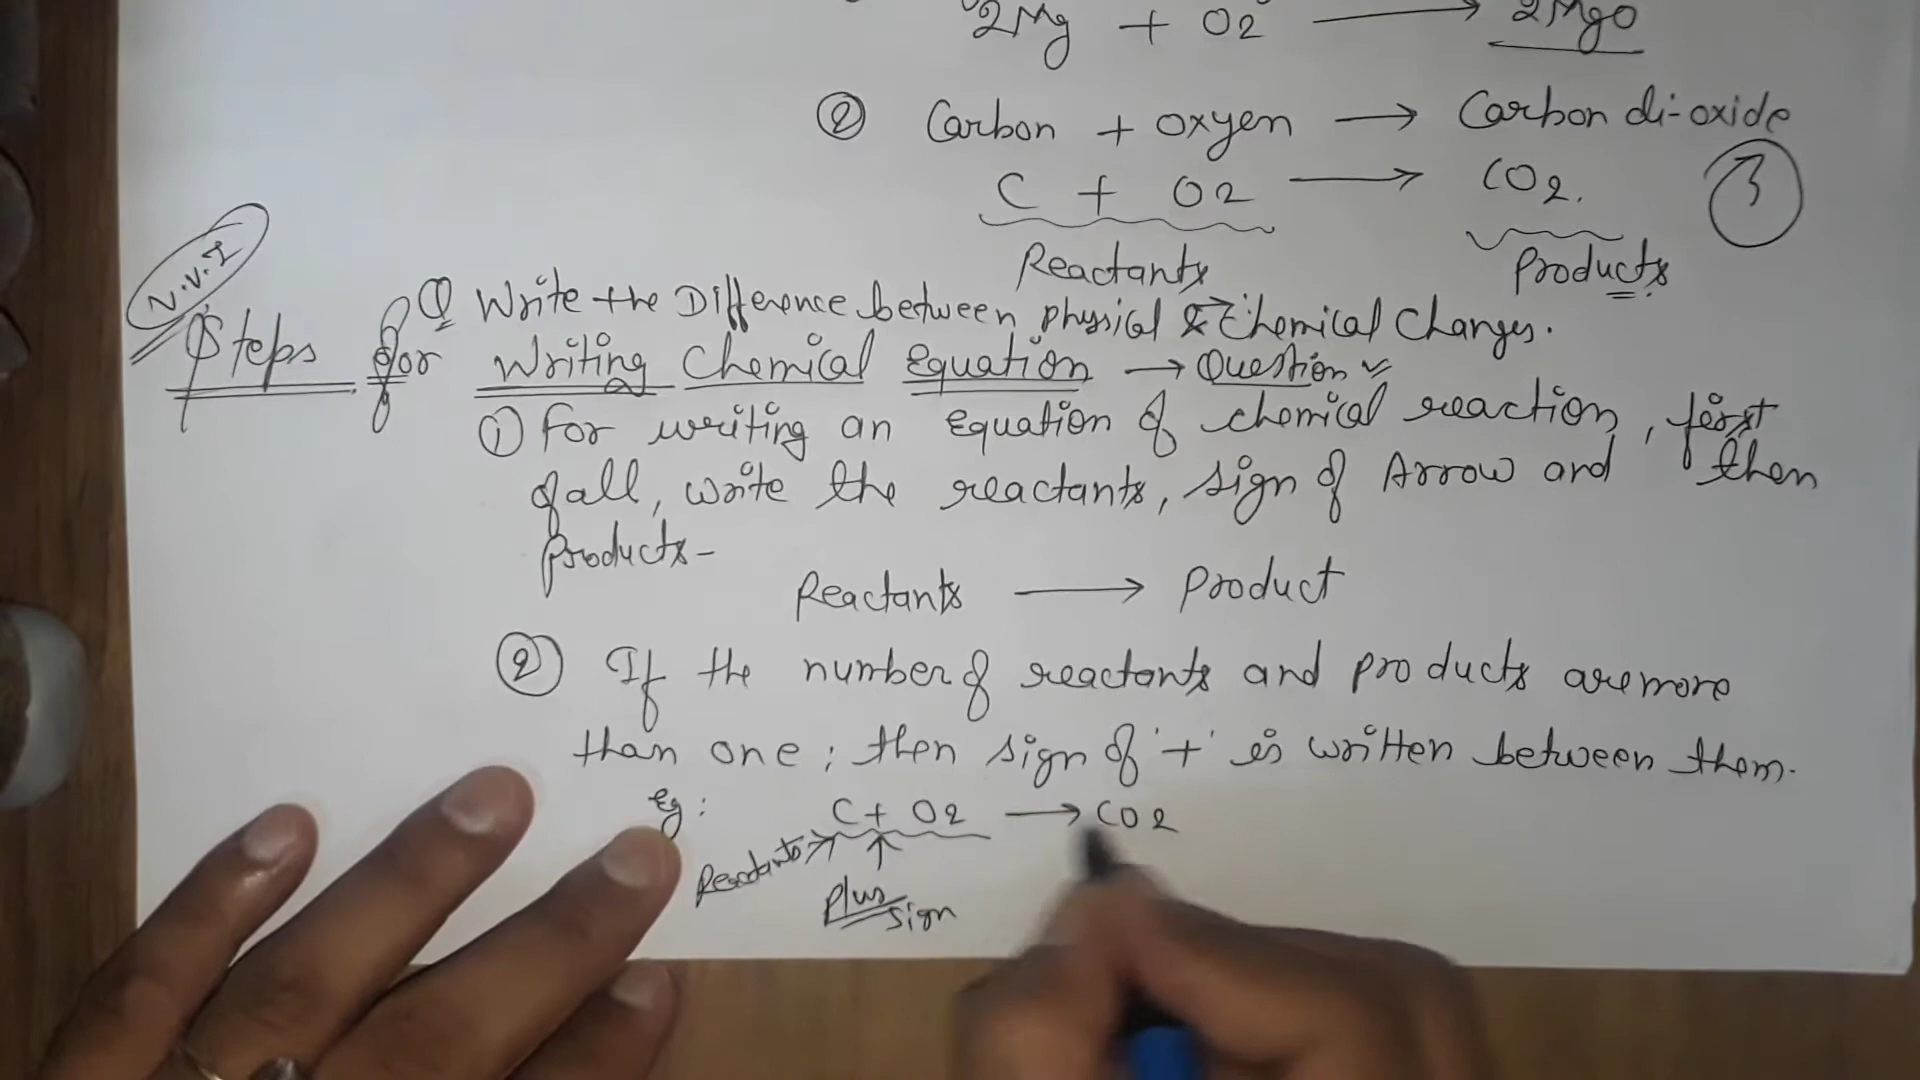 2Mg + O2 → 2MgO
② Carbon + oxyen → Carbon di-oxide
C + O2 → CO2.
Reactants Products
3
N.V.I
Q Write the Difference between physical & Chemical Changes.
Steps for Writing Chemical Equation → Question
① For writing an Equation of chemical reaction, first
of all, write the reactants, sign of Arrow and then
products-
Reactants → Product
② If the number of reactants and products are more
than one; then sign of '+' is written between them.
Eg: C + O2 → CO2
Reactants
Plus sign